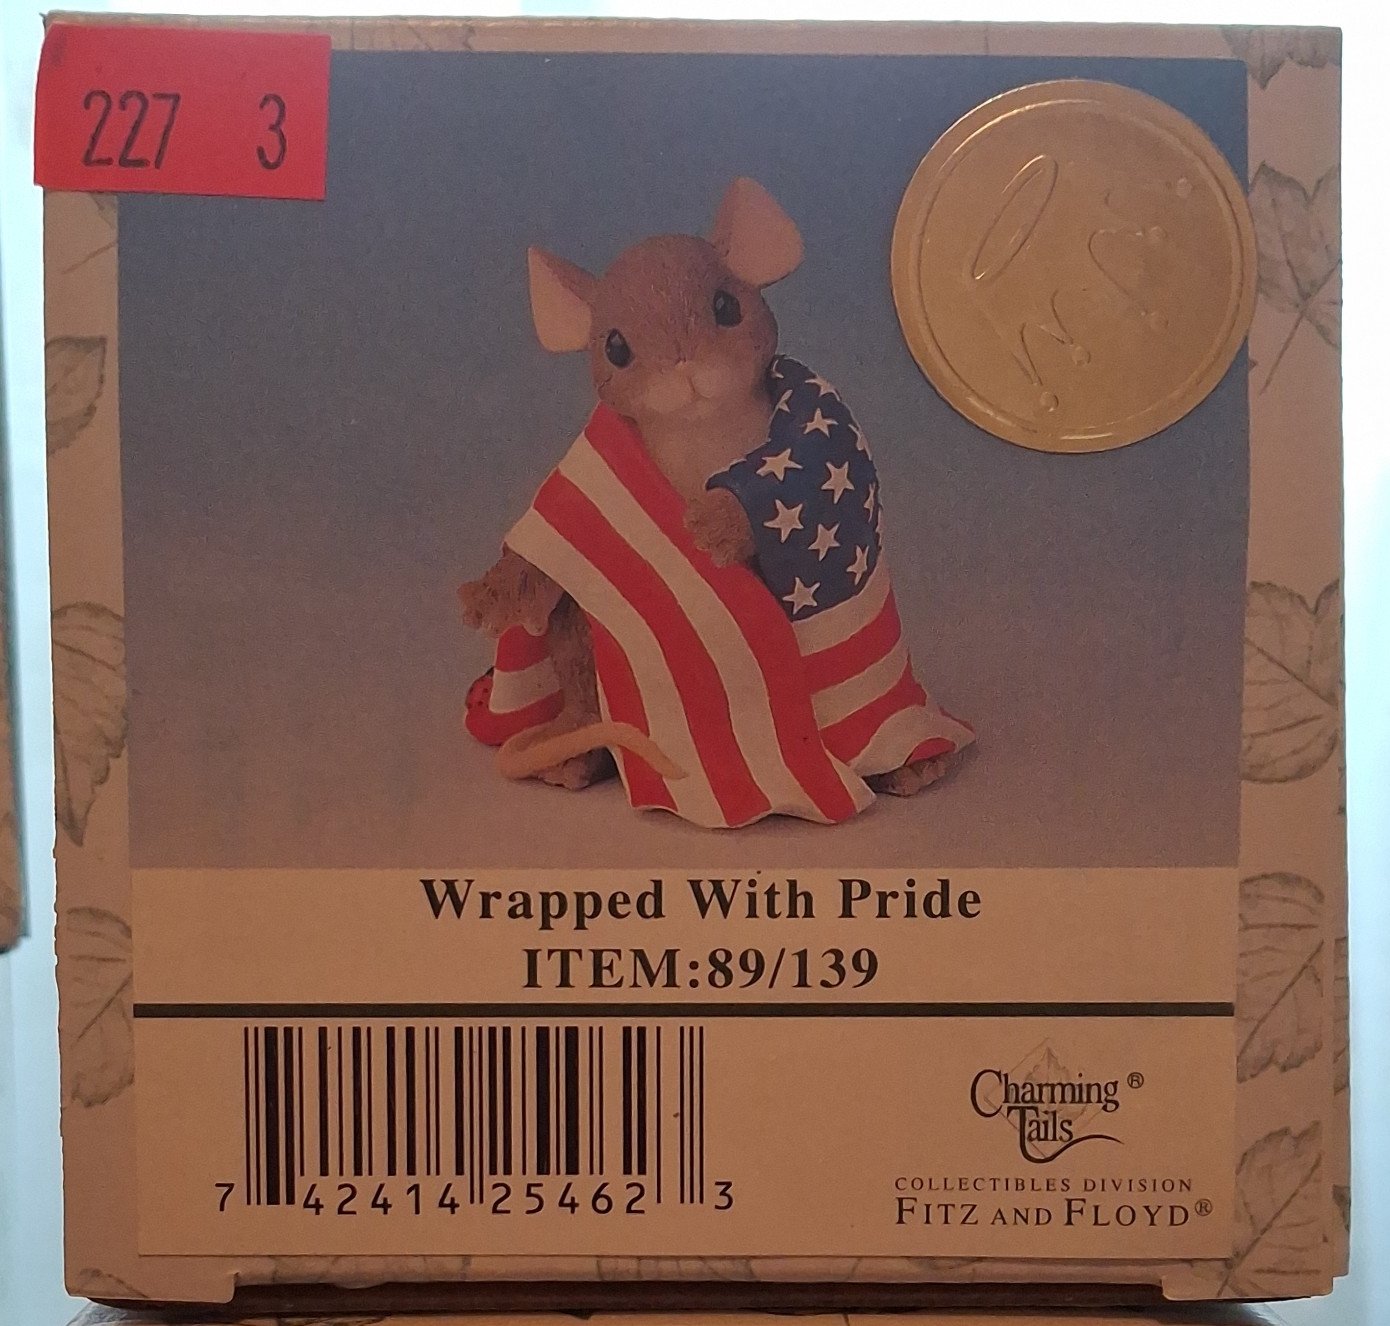 227 3
Wrapped With Pride
ITEM:89/139
7 42414 25462 3
Charming ®
Tails
COLLECTIBLES DIVISION
FITZ AND FLOYD®